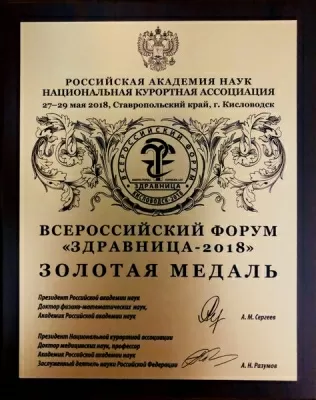 РОССИЙСКАЯ АКАДЕМИЯ НАУК
НАЦИОНАЛЬНАЯ КУРОРТНАЯ АССОЦИАЦИЯ
27–29 мая 2018, Ставропольский край, г. Кисловодск
ВСЕРОССИЙСКИЙ ФОРУМ
ЗДРАВНИЦА
КИСЛОВОДСК 2018
ВСЕРОССИЙСКИЙ ФОРУМ
«ЗДРАВНИЦА-2018»
ЗОЛОТАЯ МЕДАЛЬ
Президент Российской академии наук
Доктор физико-математических наук,
Академик Российской академии наук
А. М. Сергеев
Президент Национальной курортной ассоциации
Доктор медицинских наук, профессор
Академик Российской академии наук
Заслуженный деятель науки Российской Федерации
А. Н. Разумов